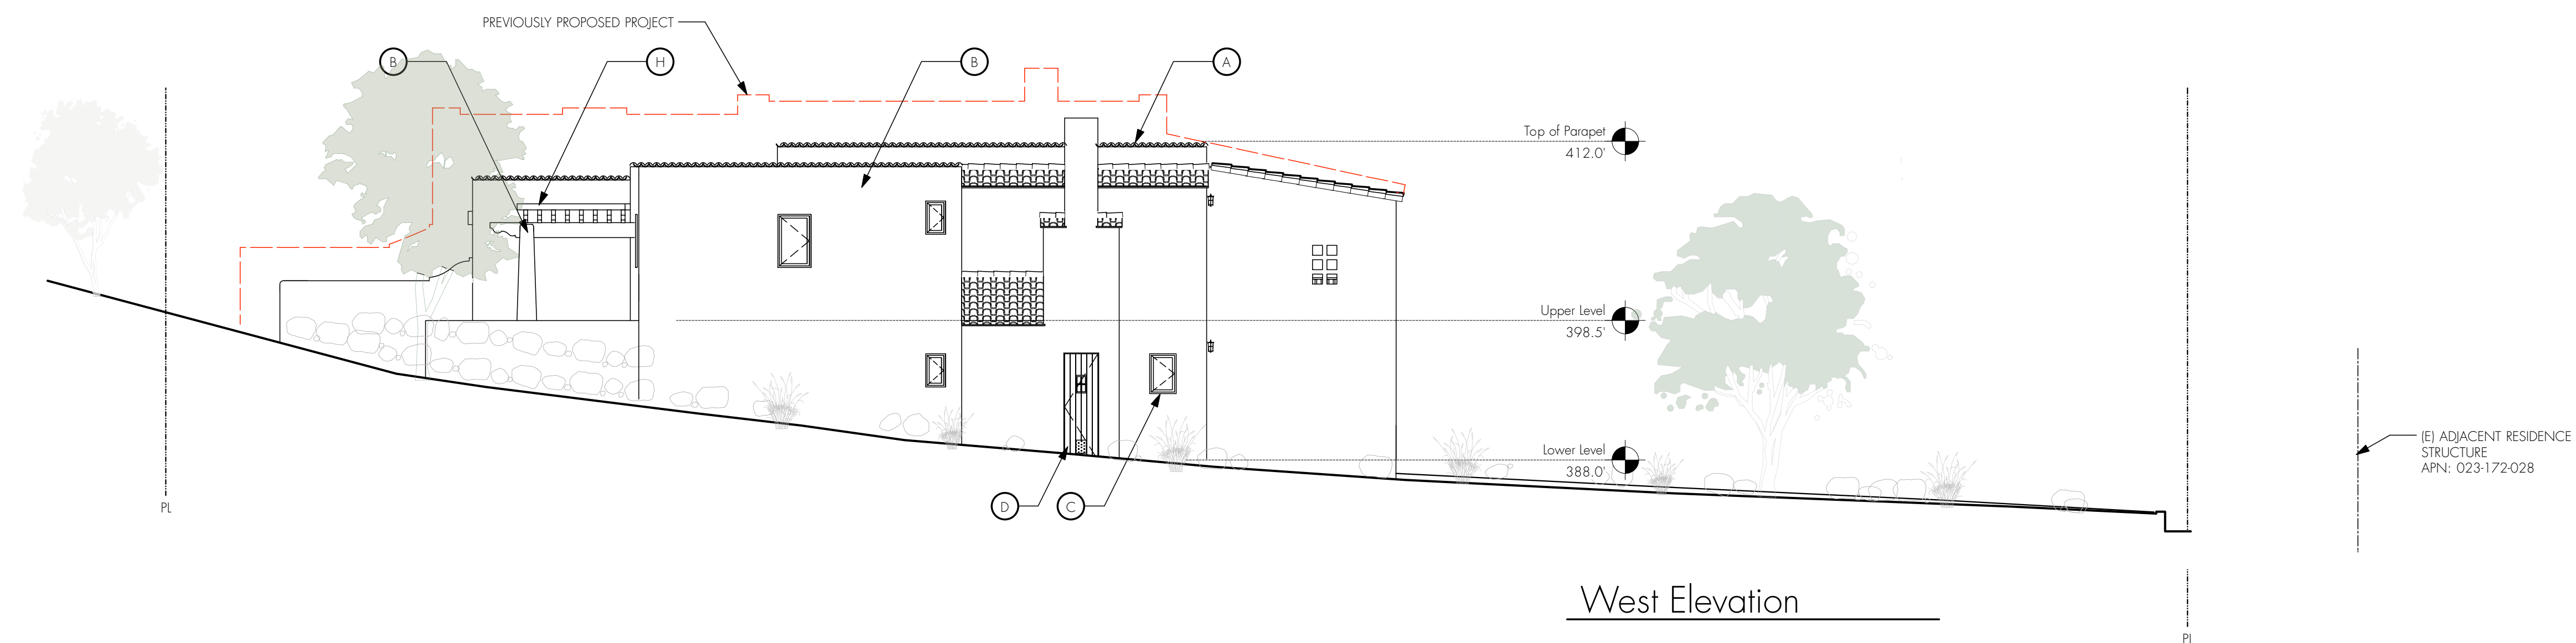 PREVIOUSLY PROPOSED PROJECT
B
H
B
A
Top of Parapet
412.0'
Upper Level
398.5'
Lower Level
388.0'
(E) ADJACENT RESIDENCE
STRUCTURE
APN: 023-172-028
D
C
PL
West Elevation
PL